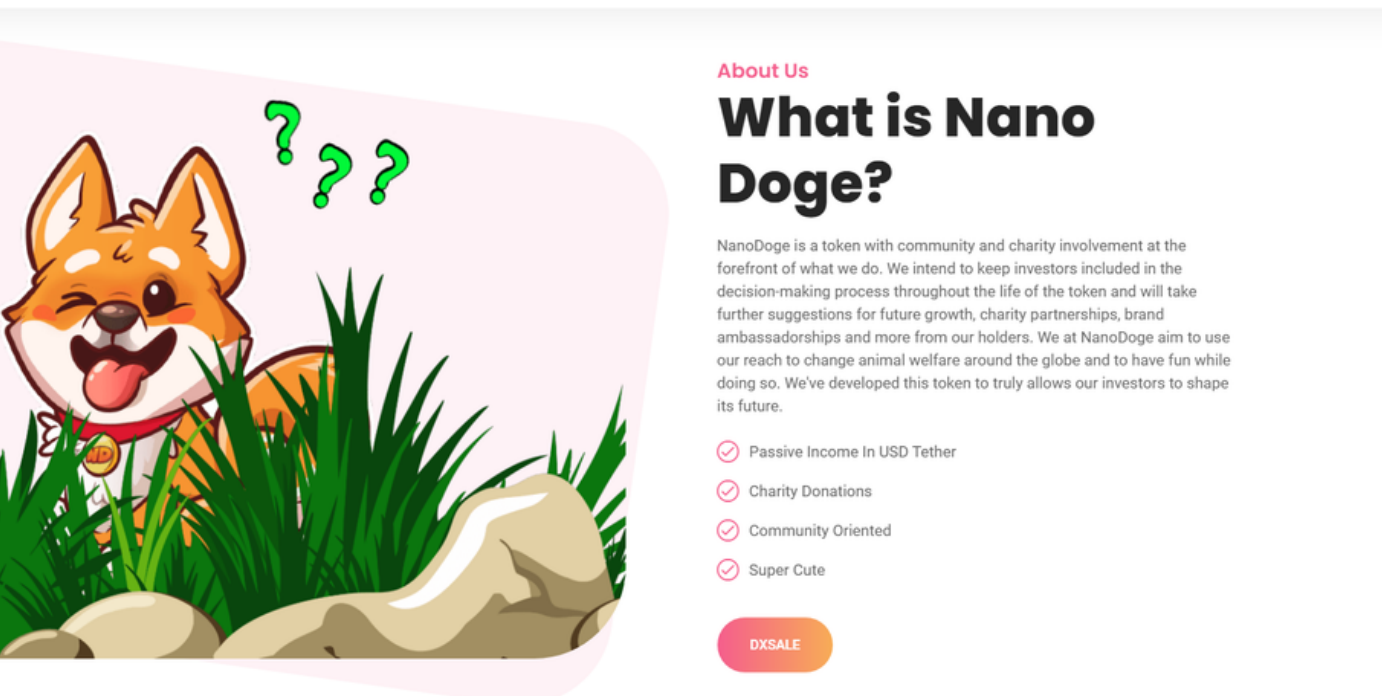 ? ? ?
About Us
What is Nano
Doge?
NanoDoge is a token with community and charity involvement at the
forefront of what we do. We intend to keep investors included in the
decision-making process throughout the life of the token and will take
further suggestions for future growth, charity partnerships, brand
ambassadorships and more from our holders. We at NanoDoge aim to use
our reach to change animal welfare around the globe and to have fun while
doing so. We've developed this token to truly allows our investors to shape
its future.
Passive Income In USD Tether
Charity Donations
Community Oriented
Super Cute
DXSALE
ND